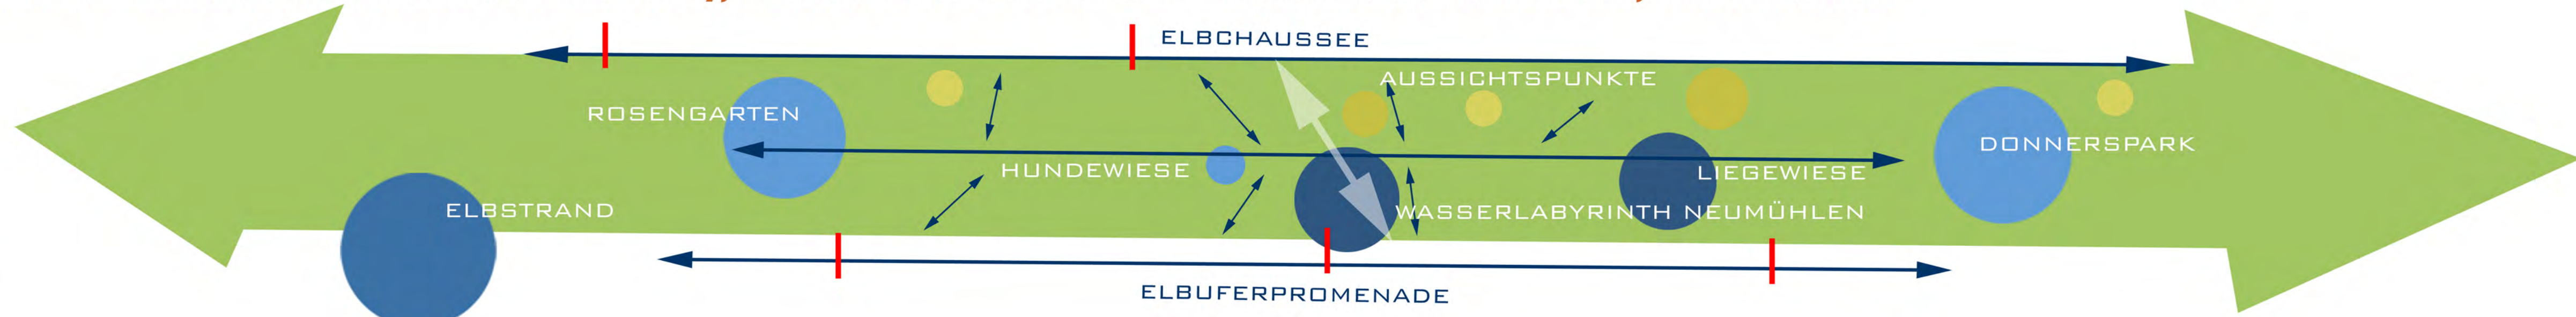 ELBCHAUSSEE
AUSSICHTSPUNKTE
ROSENGARTEN
DONNERSPARK
HUNDEWIESE
LIEGEWIESE
ELBSTRAND
WASSERLABYRINTH NEUMÜHLEN
ELBUFERPROMENADE